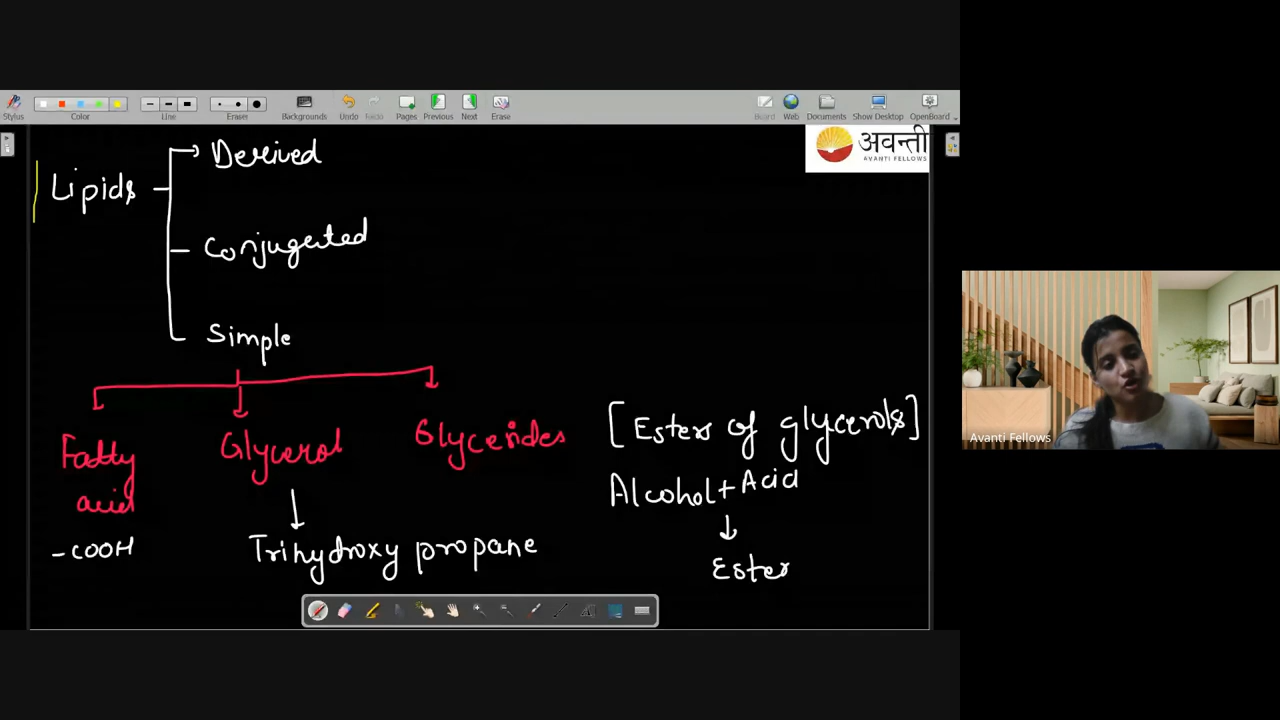 Stylus
Color
Line
Eraser
Backgrounds
Undo
Redo
Pages
Previous
Next
Erase
Board
Web
Documents
Show Desktop
OpenBoard
अवन्ती
AVANTI FELLOWS
Lipids
Derived
Conjugated
Simple
Fatty acid
-COOH
Glycerol
Trihydroxy propane
Glycerides
[Esters of glycerols]
Alcohol + Acid
Ester
Avanti Fellows